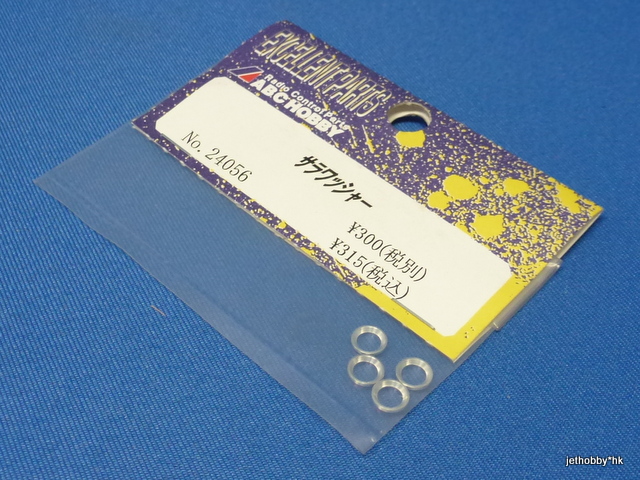 EXCELLENT PARTS
Radio Control Parts
ABC HOBBY
No. 24056
サラワッシャー
¥300(税別)
¥315(税込)
jethobby*hk